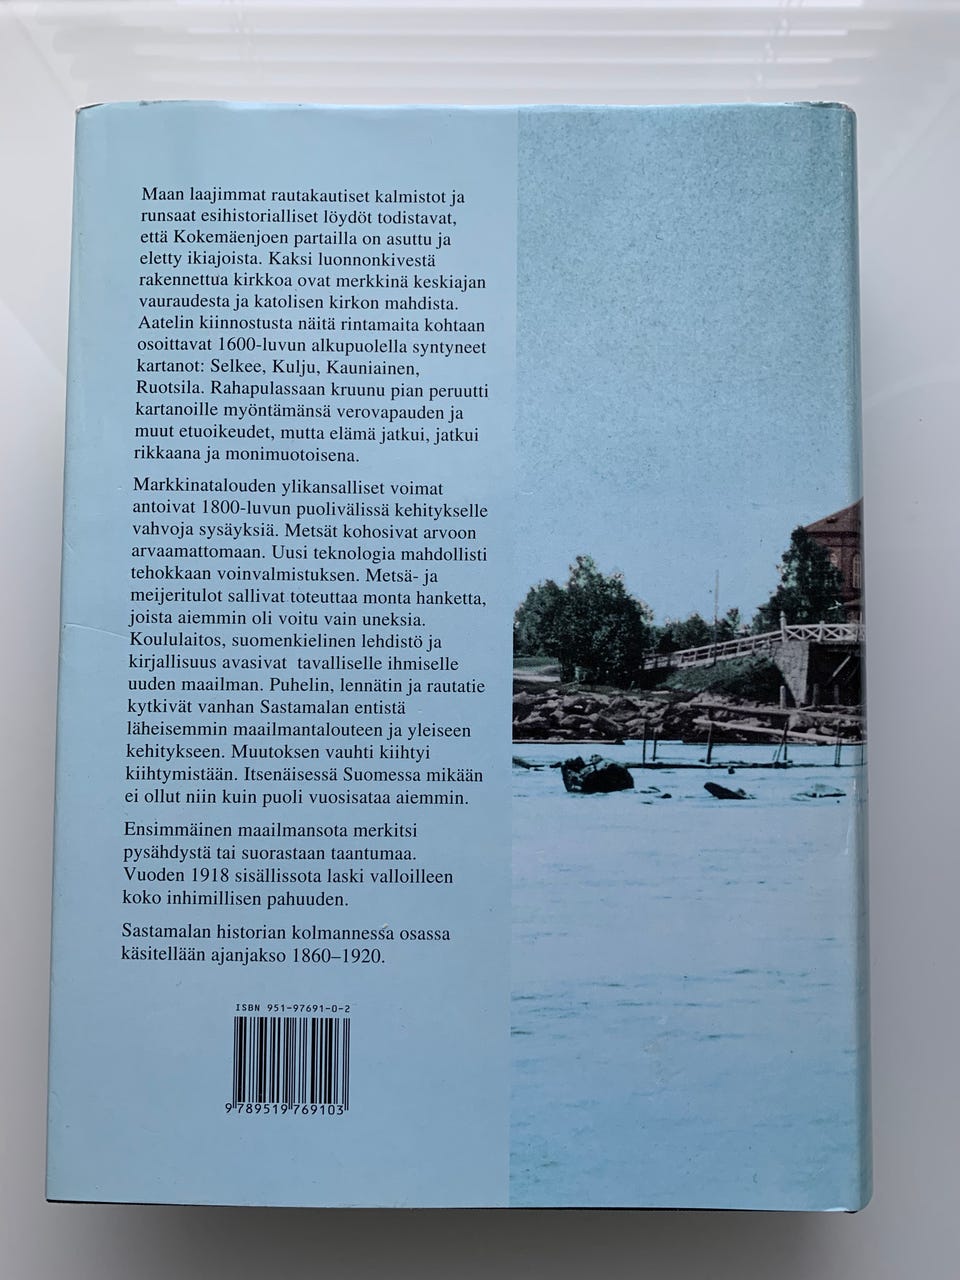 Maan laajimmat rautakautiset kalmistot ja
runsaat esihistorialliset löydöt todistavat,
että Kokemäenjoen partailla on asuttu ja
eletty ikiajoista. Kaksi luonnonkivestä
rakennettua kirkkoa ovat merkkinä keskiajan
vauraudesta ja katolisen kirkon mahdista.
Aatelin kiinnostusta näitä rintamaita kohtaan
osoittavat 1600-luvun alkupuolella syntyneet
kartanot: Selkee, Kulju, Kauniainen,
Ruotsila. Rahapulassaan kruunu pian peruutti
kartanoille myöntämänsä verovapauden ja
muut etuoikeudet, mutta elämä jatkui, jatkui
rikkaana ja monimuotoisena.
Markkinatalouden ylikansalliset voimat
antoivat 1800-luvun puolivälissä kehitykselle
vahvoja sysäyksiä. Metsät kohosivat arvoon
arvaamattomaan. Uusi teknologia mahdollisti
tehokkaan voinvalmistuksen. Metsä- ja
meijeritulot sallivat toteuttaa monta hanketta,
joista aiemmin oli voitu vain uneksia.
Koululaitos, suomenkielinen lehdistö ja
kirjallisuus avasivat tavalliselle ihmiselle
uuden maailman. Puhelin, lennätin ja rautatie
kytkivät vanhan Sastamalan entistä
läheisemmin maailmantalouteen ja yleiseen
kehitykseen. Muutoksen vauhti kiihtyi
kiihtymistään. Itsenäisessä Suomessa mikään
ei ollut niin kuin puoli vuosisataa aiemmin.
Ensimmäinen maailmansota merkitsi
pysähdystä tai suorastaan taantumaa.
Vuoden 1918 sisällissota laski valloilleen
koko inhimillisen pahuuden.
Sastamalan historian kolmannessa osassa
käsitellään ajanjakso 1860–1920.
ISBN 951-97691-0-2
9 789519 769103